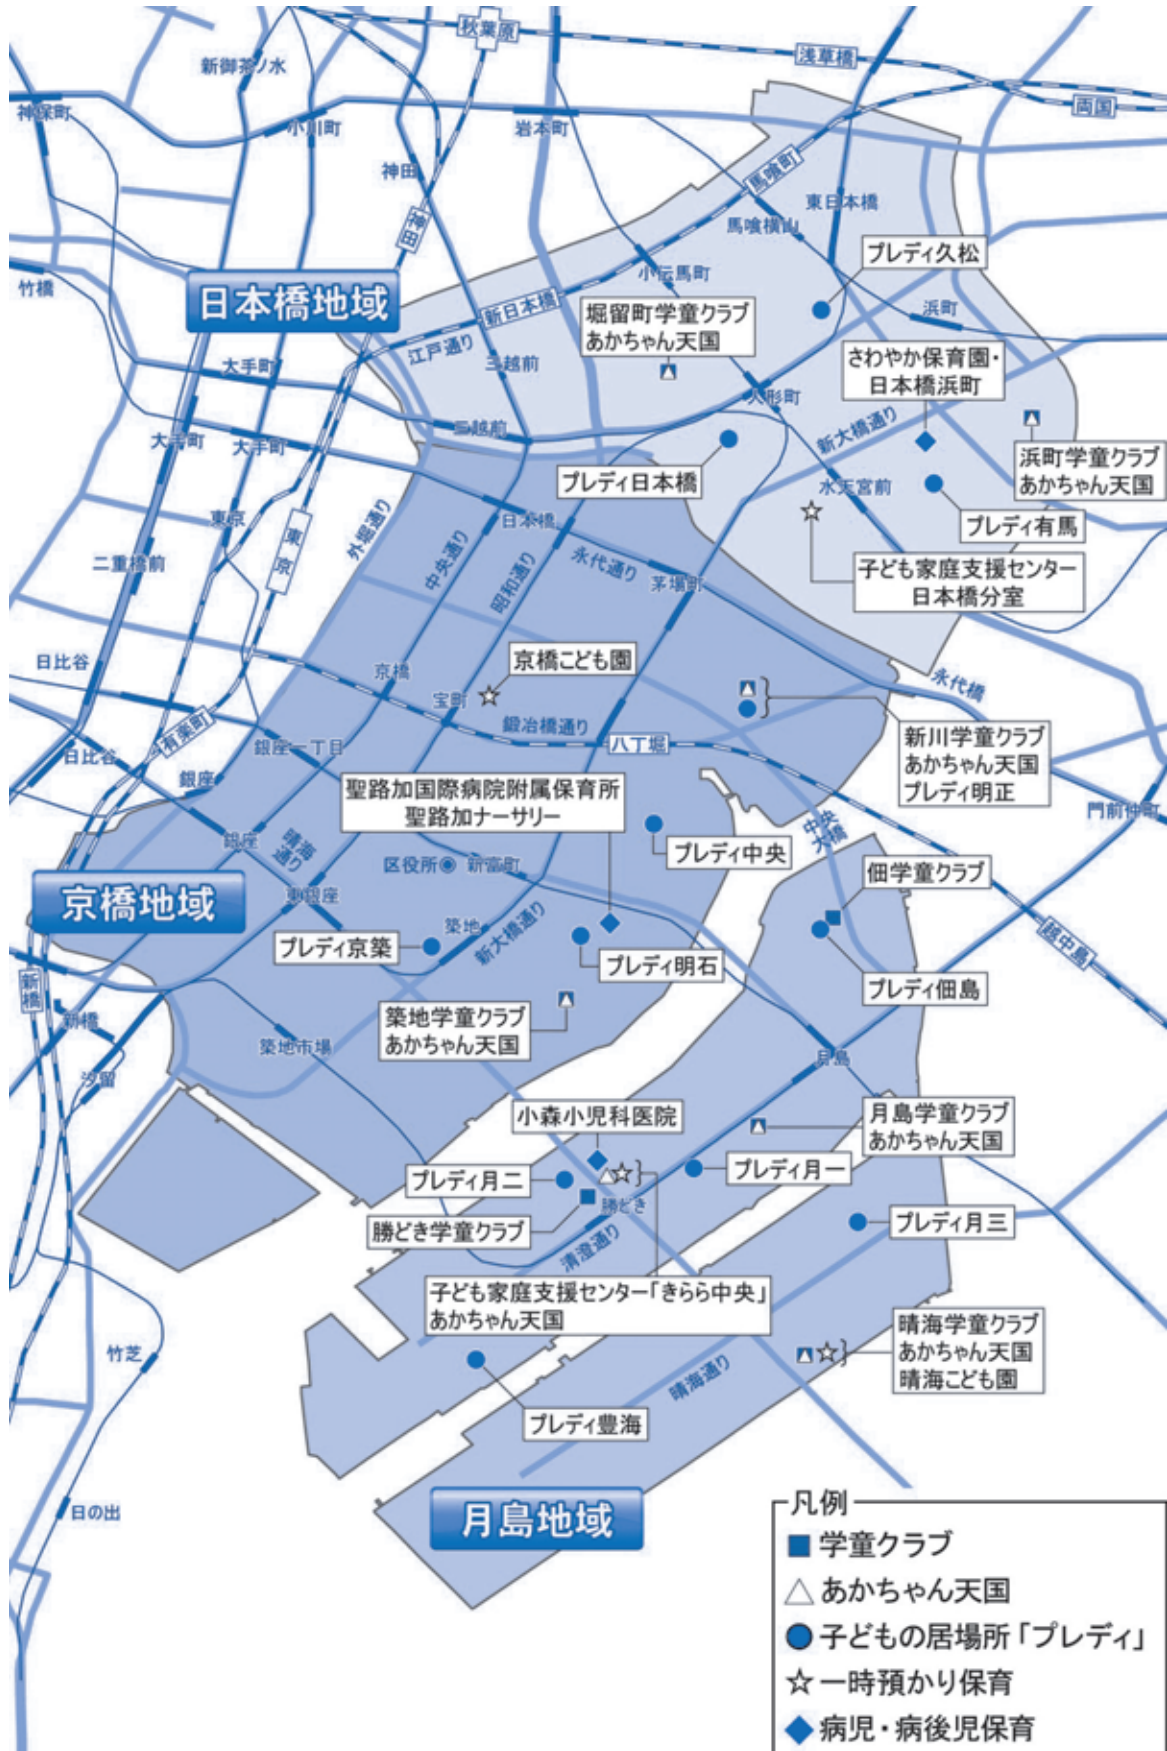 秋葉原
浅草橋
新御茶ノ水
両国
神保町
小川町
岩本町
神田
馬喰町
東日本橋
馬喰横山
神田
プレディ久松
竹橋
小伝馬町
日本橋地域
新日本橋
堀留町学童クラブ
あかちゃん天国
浜町
江戸通り
三越前
さわやか保育園・
日本橋浜町
大手町
人形町
三越前
新大橋通り
大手町
大手町
浜町学童クラブ
あかちゃん天国
プレディ日本橋
水天宮前
日本橋
プレディ有馬
東京
外堀通り
東京
中央通り
昭和通り
永代通り
茅場町
二重橋前
子ども家庭支援センター
日本橋分室
日比谷
京橋こども園
京橋
永代橋
宝町
有楽町
鍛冶橋通り
八丁堀
新川学童クラブ
あかちゃん天国
プレディ明正
日比谷
銀座一丁目
銀座
聖路加国際病院附属保育所
聖路加ナーサリー
門前仲町
中央大橋
銀座
晴海通り
プレディ中央
区役所
新富町
佃学童クラブ
京橋地域
東銀座
築地
新大橋通り
プレディ京築
越中島
プレディ明石
新橋
プレディ佃島
新橋
築地学童クラブ
あかちゃん天国
築地市場
月島
汐留
小森小児科医院
月島学童クラブ
あかちゃん天国
プレディ月二
プレディ月一
勝どき
勝どき学童クラブ
プレディ月三
清澄通り
子ども家庭支援センター「きらら中央」
あかちゃん天国
晴海学童クラブ
あかちゃん天国
晴海こども園
竹芝
晴海通り
プレディ豊海
月島地域
日の出
凡例
学童クラブ
あかちゃん天国
子どもの居場所「プレディ」
一時預かり保育
病児・病後児保育